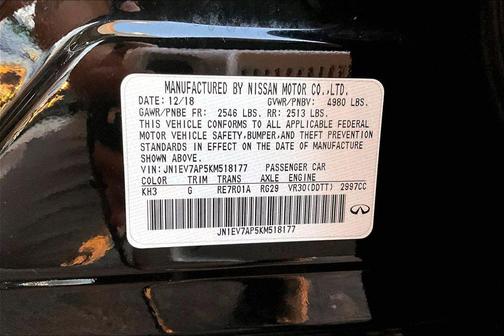 MANUFACTURED BY NISSAN MOTOR CO.,LTD.
DATE: 12/18 GVWR/PNBV: 4980 LBS.
GAWR/PNBE FR: 2546 LBS. RR: 2513 LBS.
THIS VEHICLE CONFORMS TO ALL APPLICABLE FEDERAL
MOTOR VEHICLE SAFETY,BUMPER,AND THEFT PREVENTION
STANDARDS IN EFFECT ON THE DATE OF MANUFACTURE
SHOWN ABOVE.
VIN: JN1EV7AP5KM518177 PASSENGER CAR
COLOR TRIM TRANS AXLE ENGINE
KH3 G RE7R01A RG29 VR30(DDTT) 2997CC
JN1EV7AP5KM518177